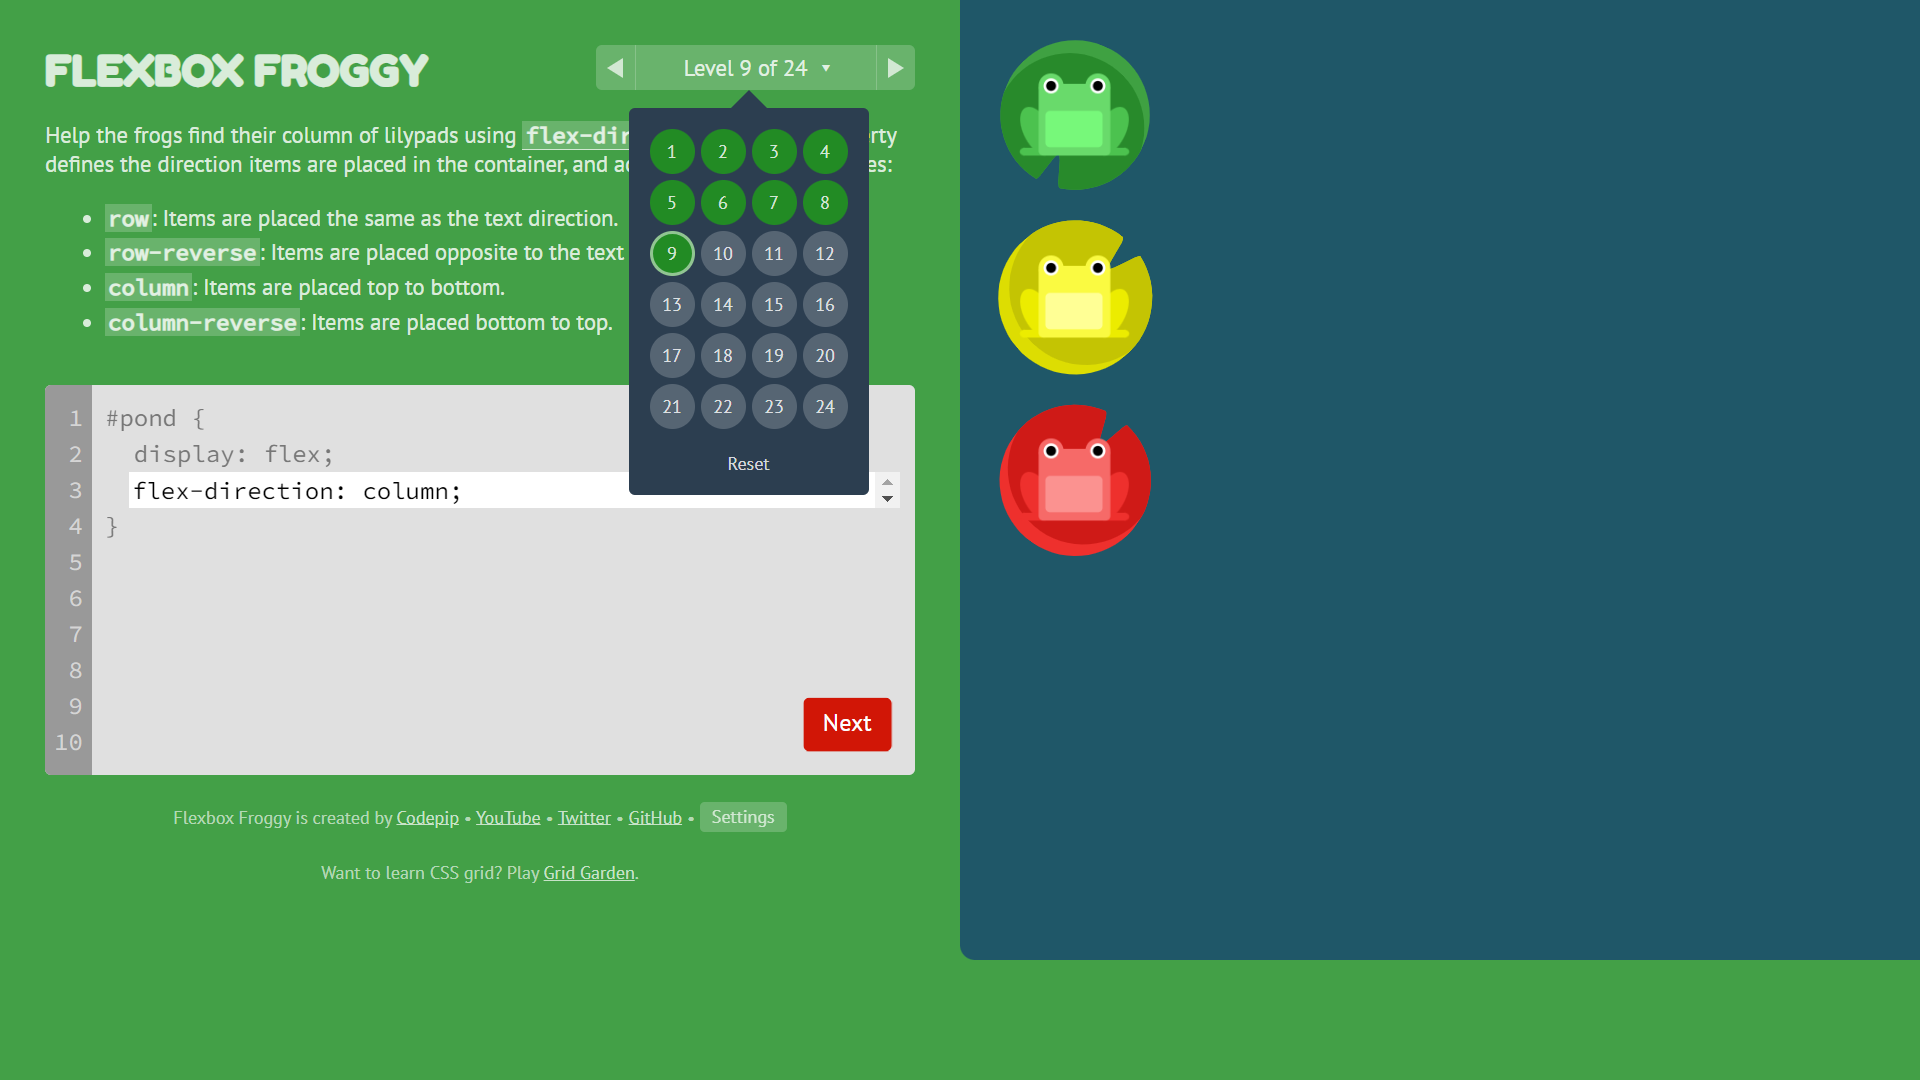 FLEXBOX FROGGY
Level 9 of 24
Help the frogs find their column of lilypads using flex-dir
defines the direction items are placed in the container, and
row: Items are placed the same as the text direction.
row-reverse: Items are placed opposite to the text
column: Items are placed top to bottom.
column-reverse: Items are placed bottom to top.
1 2 3 4
5 6 7 8
9 10 11 12
13 14 15 16
17 18 19 20
21 22 23 24
Reset
1 #pond {
2 display: flex;
3 flex-direction: column;
4 }
5
6
7
8
9
10
Next
Flexbox Froggy is created by Codepip • YouTube • Twitter • GitHub • Settings
Want to learn CSS grid? Play Grid Garden.